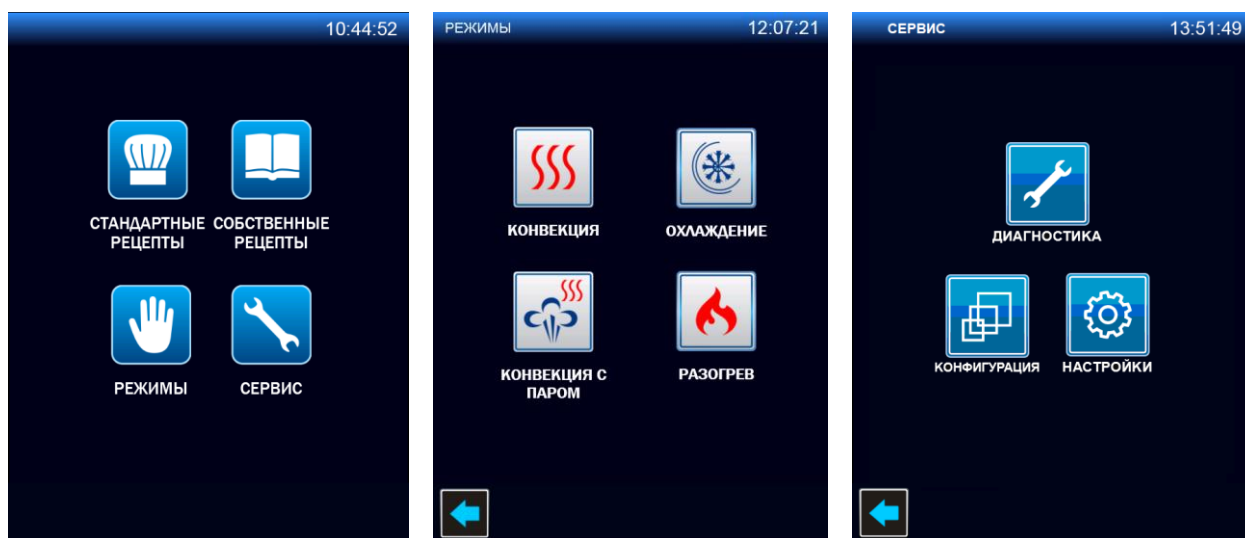 10:44:52
СТАНДАРТНЫЕ СОБСТВЕННЫЕ
РЕЦЕПТЫ РЕЦЕПТЫ
РЕЖИМЫ СЕРВИС
РЕЖИМЫ 12:07:21
КОНВЕКЦИЯ ОХЛАЖДЕНИЕ
КОНВЕКЦИЯ С РАЗОГРЕВ
ПАРОМ
СЕРВИС 13:51:49
ДИАГНОСТИКА
КОНФИГУРАЦИЯ НАСТРОЙКИ